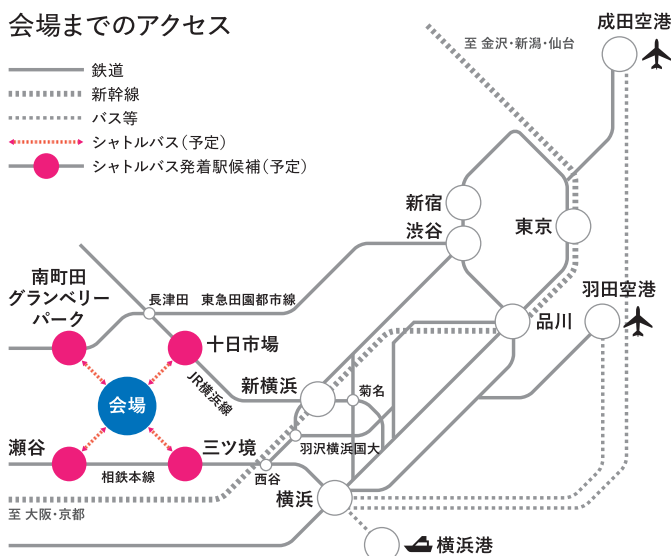 会場までのアクセス
鉄道
新幹線
バス等
シャトルバス(予定)
シャトルバス発着駅候補(予定)
至 金沢・新潟・仙台
成田空港
新宿
渋谷
東京
羽田空港
品川
南町田
グランベリー
パーク
長津田
東急田園都市線
十日市場
JR横浜線
新横浜
菊名
会場
羽沢横浜国大
瀬谷
三ツ境
相鉄本線
西谷
横浜
至 大阪・京都
横浜港